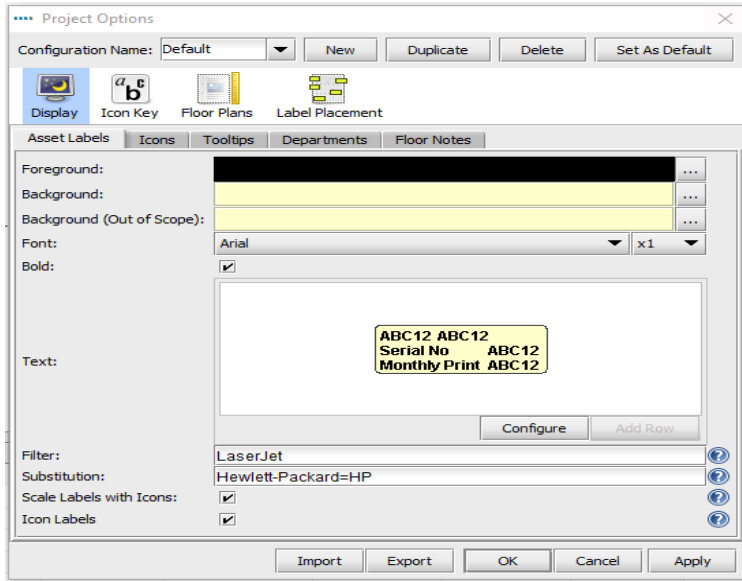 Project Options
Configuration Name: Default New Duplicate Delete Set As Default
Display Icon Key Floor Plans Label Placement
Asset Labels Icons Tooltips Departments Floor Notes
Foreground: ...
Background: ...
Background (Out of Scope): ...
Font: Arial x1
Bold:
ABC12 ABC12
Serial No ABC12
Text:
Monthly Print ABC12
Configure Add Row
Filter: LaserJet
Substitution: Hewlett-Packard=HP
Scale Labels with Icons:
Icon Labels
Import Export OK Cancel Apply